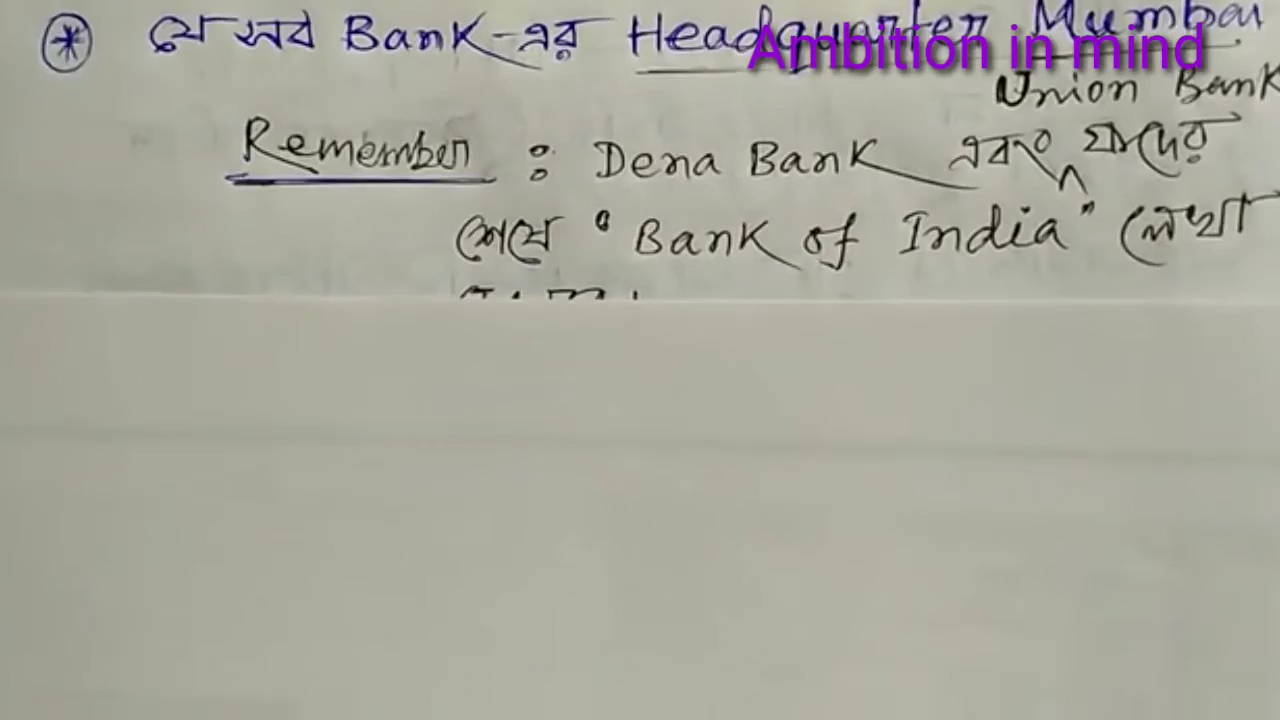 যে সব Bank-এর Headquarter Mumbai
Ambition in mind
Union Bank
Remember : Dena Bank এবং ^ যাদের
শেষে "Bank of India" লেখা